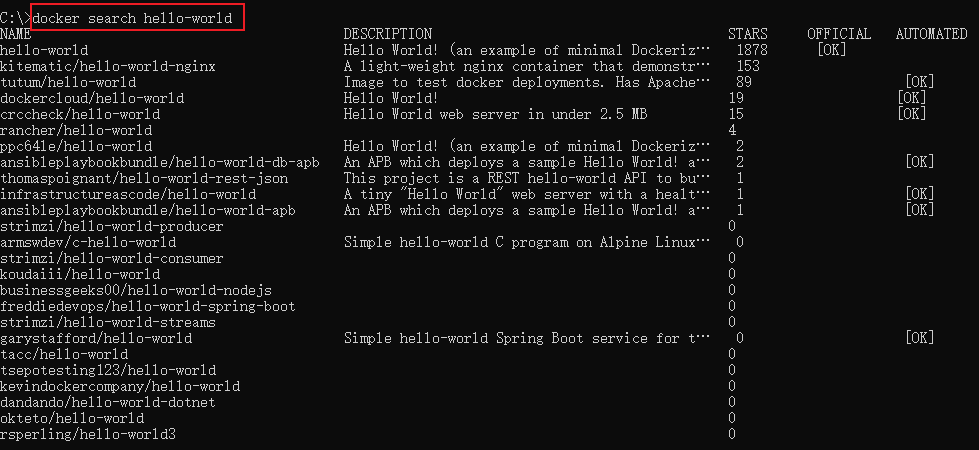 C:\>docker search hello-world
NAME DESCRIPTION STARS OFFICIAL AUTOMATED
hello-world Hello World! (an example of minimal Dockeriz… 1878 [OK]
kitematic/hello-world-nginx A light-weight nginx container that demonstr… 153
tutum/hello-world Image to test docker deployments. Has Apache… 89 [OK]
dockercloud/hello-world Hello World! 19 [OK]
crccheck/hello-world Hello World web server in under 2.5 MB 15 [OK]
rancher/hello-world 4
ppc64le/hello-world Hello World! (an example of minimal Dockeriz… 2
ansibleplaybookbundle/hello-world-db-apb An APB which deploys a sample Hello World! a… 2 [OK]
thomaspoignant/hello-world-rest-json This project is a REST hello-world API to bu… 1
infrastructureascode/hello-world A tiny "Hello World" web server with a healt… 1 [OK]
ansibleplaybookbundle/hello-world-apb An APB which deploys a sample Hello World! a… 1 [OK]
strimzi/hello-world-producer 0
armswdev/c-hello-world Simple hello-world C program on Alpine Linux… 0
strimzi/hello-world-consumer 0
koudaiii/hello-world 0
businessgeeks00/hello-world-nodejs 0
freddiedevops/hello-world-spring-boot 0
strimzi/hello-world-streams 0
garystafford/hello-world Simple hello-world Spring Boot service for t… 0 [OK]
tacc/hello-world 0
tsepotesting123/hello-world 0
kevindockercompany/hello-world 0
dandando/hello-world-dotnet 0
okteto/hello-world 0
rsperling/hello-world3 0